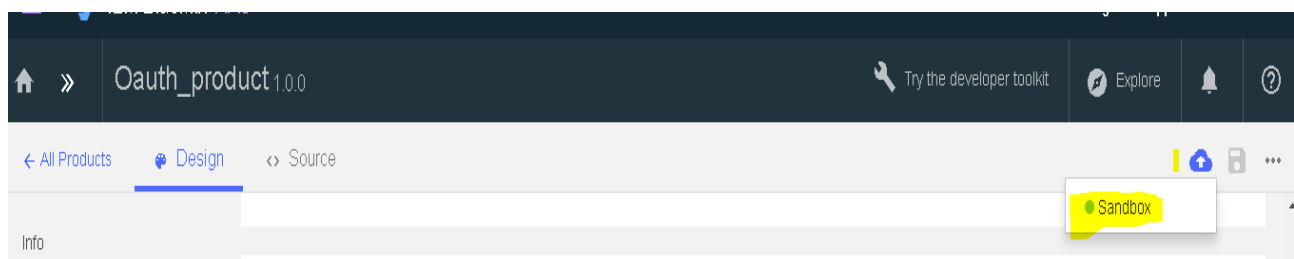 Oauth_product 1.0.0
Try the developer toolkit
Explore
← All Products
Design
<> Source
Sandbox
Info